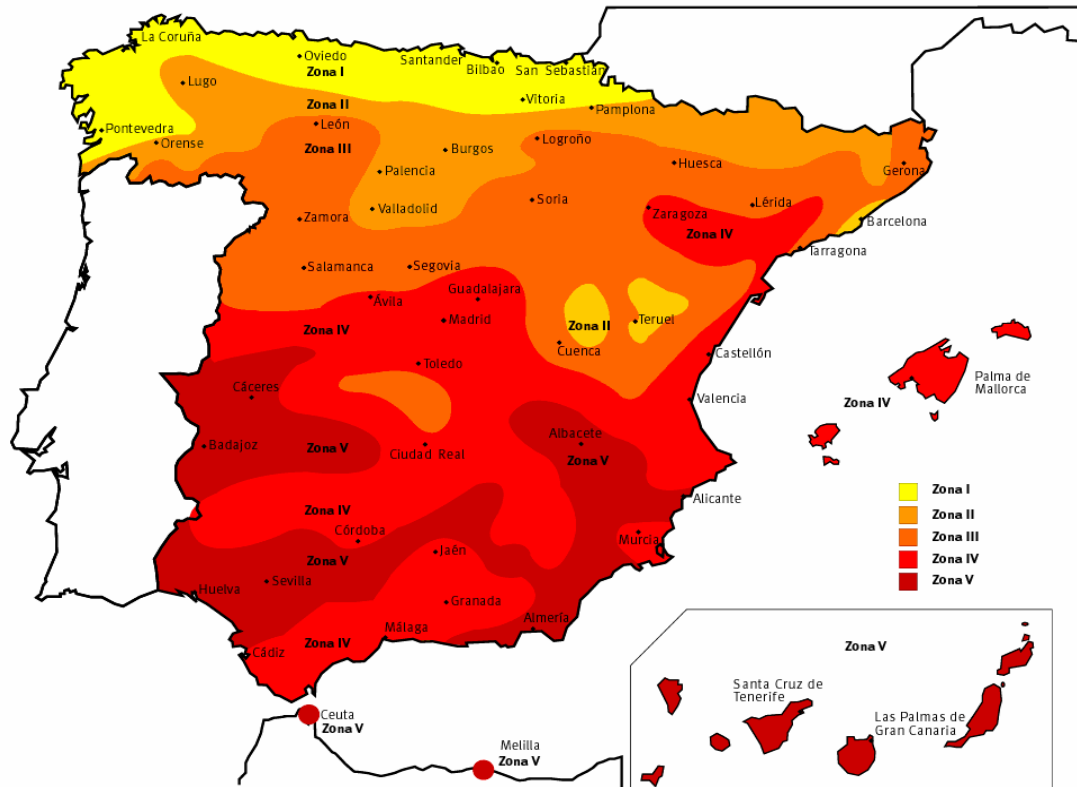 La Coruña
Oviedo
Santander
Bilbao
San Sebastián
Zona I
Lugo
Vitoria
Zona II
Pamplona
León
Pontevedra
Orense
Zona III
Burgos
Logroño
Huesca
Gerona
Palencia
Valladolid
Soria
Zaragoza
Lérida
Barcelona
Zamora
Zona IV
Tarragona
Salamanca
Segovia
Guadalajara
Ávila
Madrid
Zona IV
Zona II
Teruel
Cuenca
Castellón
Toledo
Palma de
Mallorca
Cáceres
Valencia
Zona IV
Badajoz
Zona V
Ciudad Real
Albacete
Zona V
Alicante
Zona I
Zona II
Zona III
Zona IV
Zona V
Zona IV
Córdoba
Murcia
Zona V
Jaén
Sevilla
Huelva
Granada
Almería
Málaga
Zona IV
Cádiz
Zona V
Santa Cruz de
Tenerife
Las Palmas de
Gran Canaria
Ceuta
Zona V
Melilla
Zona V